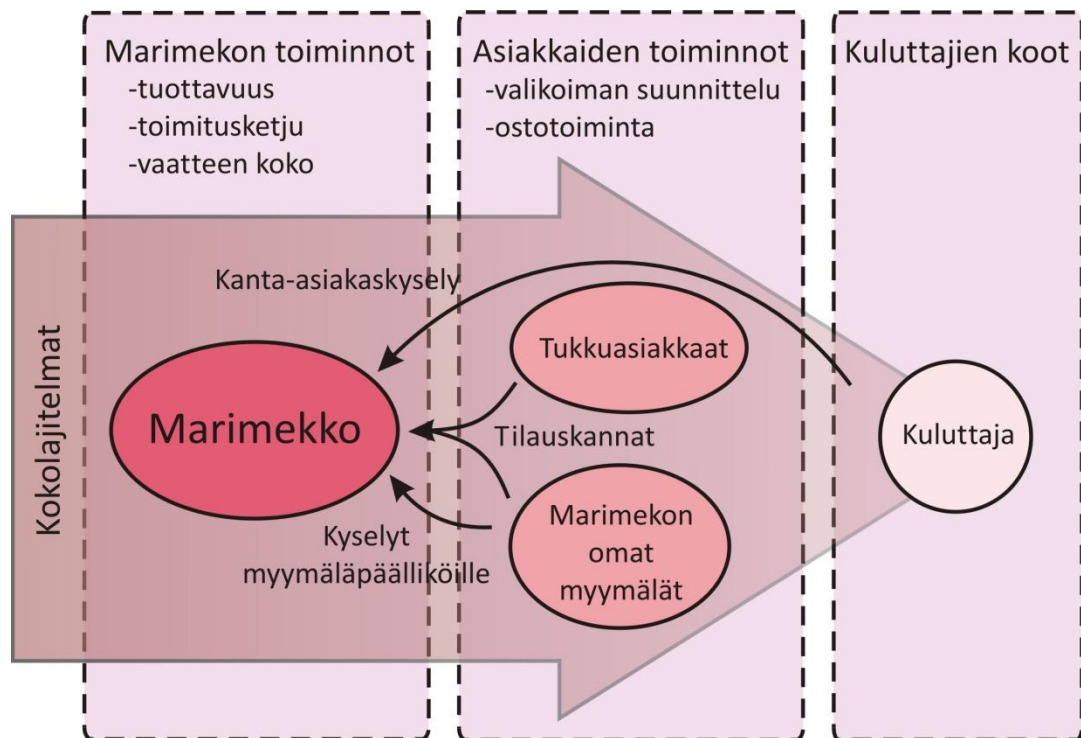 Marimekon toiminnot
-tuottavuus
-toimitusketju
-vaatteen koko
Asiakkaiden toiminnot
-valikoiman suunnittelu
-ostotoiminta
Kuluttajien koot
Kokolajitelmat
Kanta-asiakaskysely
Tukkuasiakkaat
Marimekko
Tilauskannat
Kuluttaja
Kyselyt
myymäläpäälliköille
Marimekon
omat
myymälät